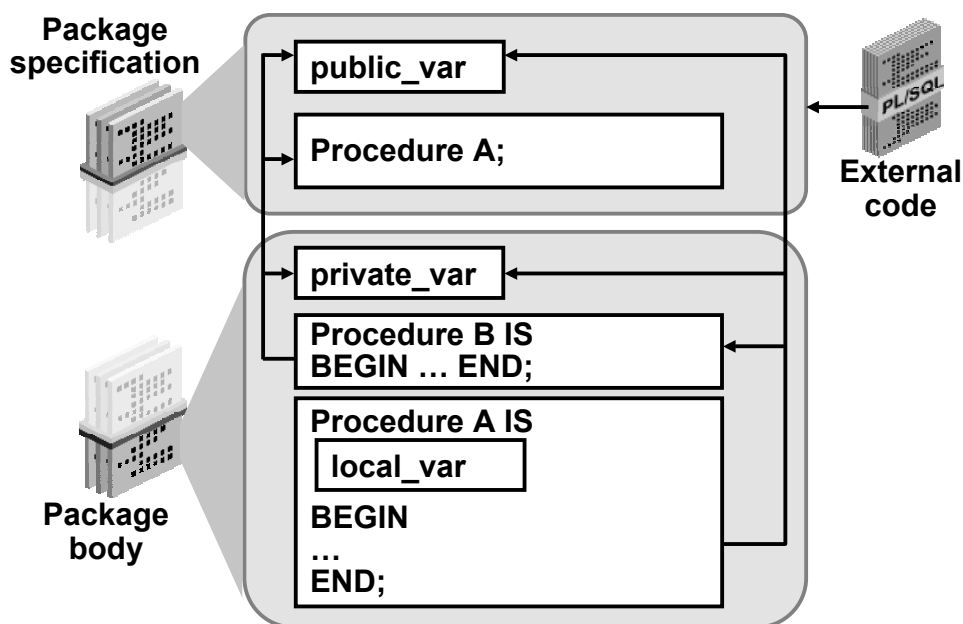 Package
specification
public_var
Procedure A;
PL/SQL
External
code
private_var
Procedure B IS
BEGIN … END;
Procedure A IS
local_var
BEGIN
…
END;
Package
body